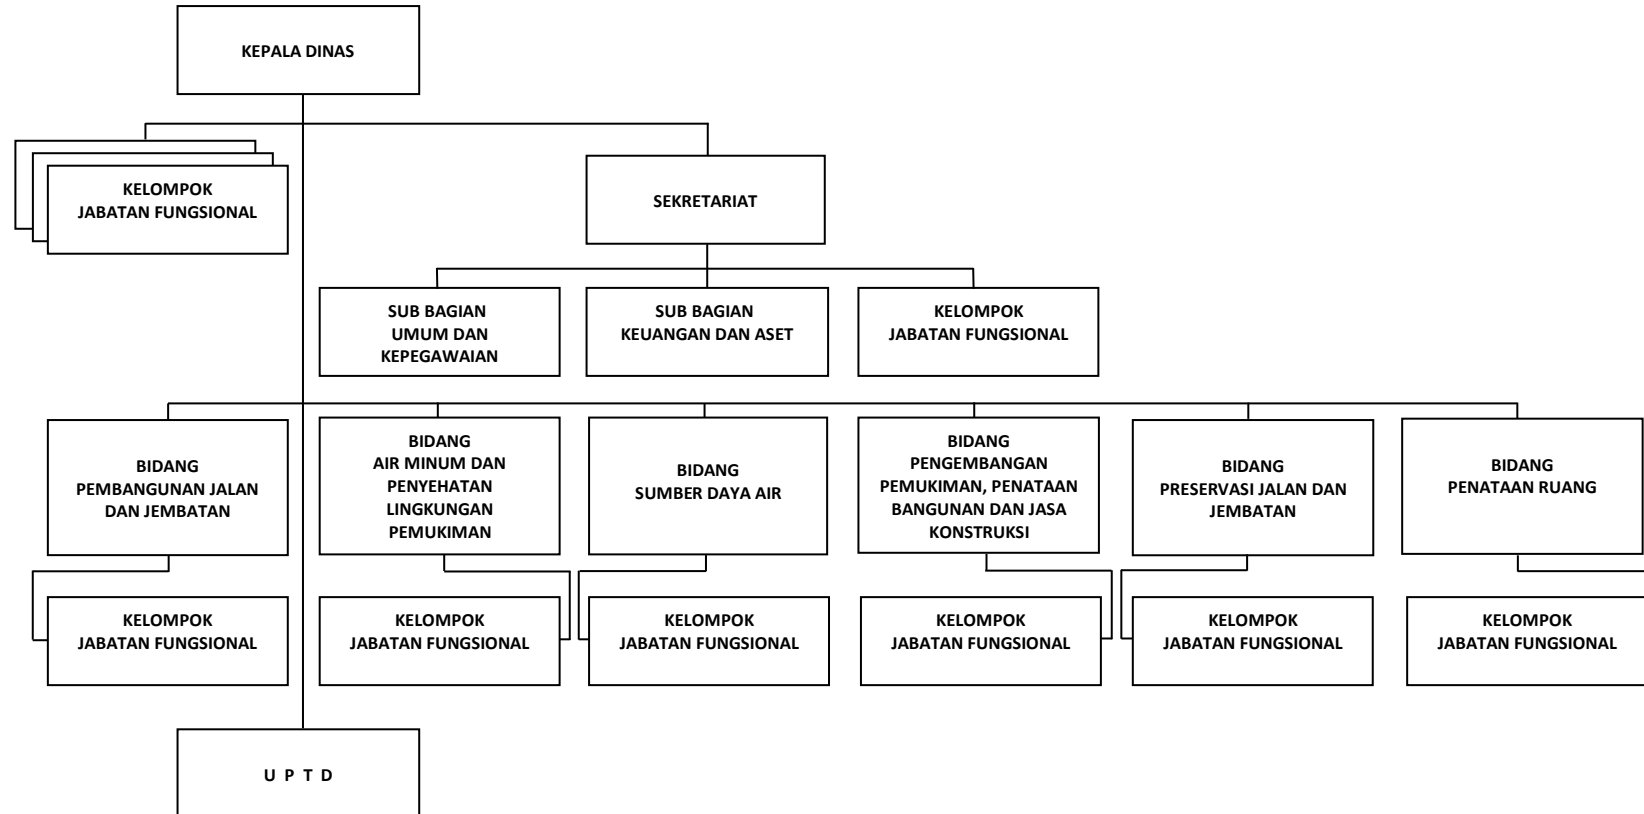 KEPALA DINAS
KELOMPOK
JABATAN FUNGSIONAL
SEKRETARIAT
SUB BAGIAN
UMUM DAN
KEPEGAWAIAN
SUB BAGIAN
KEUANGAN DAN ASET
KELOMPOK
JABATAN FUNGSIONAL
BIDANG
PEMBANGUNAN JALAN
DAN JEMBATAN
BIDANG
AIR MINUM DAN
PENYEHATAN
LINGKUNGAN
PEMUKIMAN
BIDANG
SUMBER DAYA AIR
BIDANG
PENGEMBANGAN
PEMUKIMAN, PENATAAN
BANGUNAN DAN JASA
KONSTRUKSI
BIDANG
PRESERVASI JALAN DAN
JEMBATAN
BIDANG
PENATAAN RUANG
KELOMPOK
JABATAN FUNGSIONAL
KELOMPOK
JABATAN FUNGSIONAL
KELOMPOK
JABATAN FUNGSIONAL
KELOMPOK
JABATAN FUNGSIONAL
KELOMPOK
JABATAN FUNGSIONAL
KELOMPOK
JABATAN FUNGSIONAL
U P T D